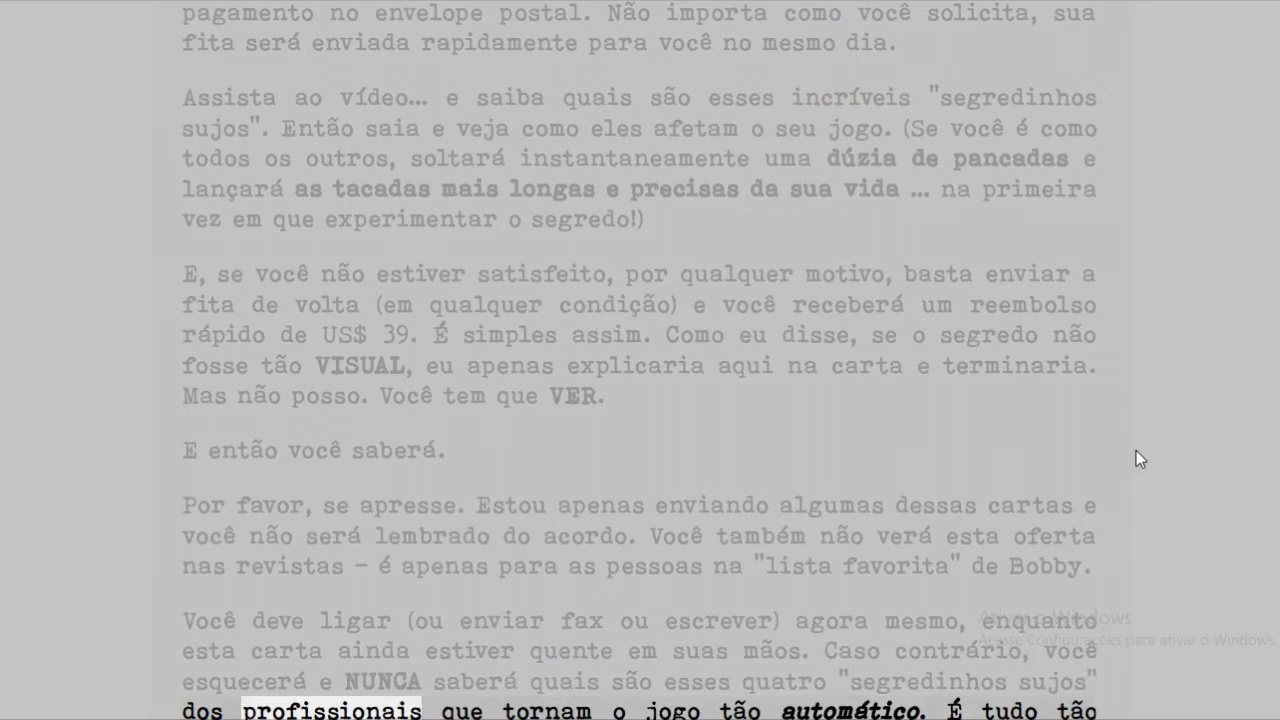 pagamento no envelope postal. Não importa como você solicita, sua
fita será enviada rapidamente para você no mesmo dia.
Assista ao vídeo… e saiba quais são esses incríveis "segredinhos
sujos". Então saia e veja como eles afetam o seu jogo. (Se você é como
todos os outros, soltará instantaneamente uma dúzia de pancadas e
lançará as tacadas mais longas e precisas da sua vida … na primeira
vez em que experimentar o segredo!)
E, se você não estiver satisfeito, por qualquer motivo, basta enviar a
fita de volta (em qualquer condição) e você receberá um reembolso
rápido de US$ 39. É simples assim. Como eu disse, se o segredo não
fosse tão VISUAL, eu apenas explicaria aqui na carta e terminaria.
Mas não posso. Você tem que VER.
E então você saberá.
Por favor, se apresse. Estou apenas enviando algumas dessas cartas e
você não será lembrado do acordo. Você também não verá esta oferta
nas revistas – é apenas para as pessoas na "lista favorita" de Bobby.
Você deve ligar (ou enviar fax ou escrever) agora mesmo, enquanto
esta carta ainda estiver quente em suas mãos. Caso contrário, você
esquecerá e NUNCA saberá quais são esses quatro "segredinhos sujos"
dos profissionais que tornam o jogo tão automático. É tudo tão
Ativar o Windows
Acesse Configurações para ativar o Windows.